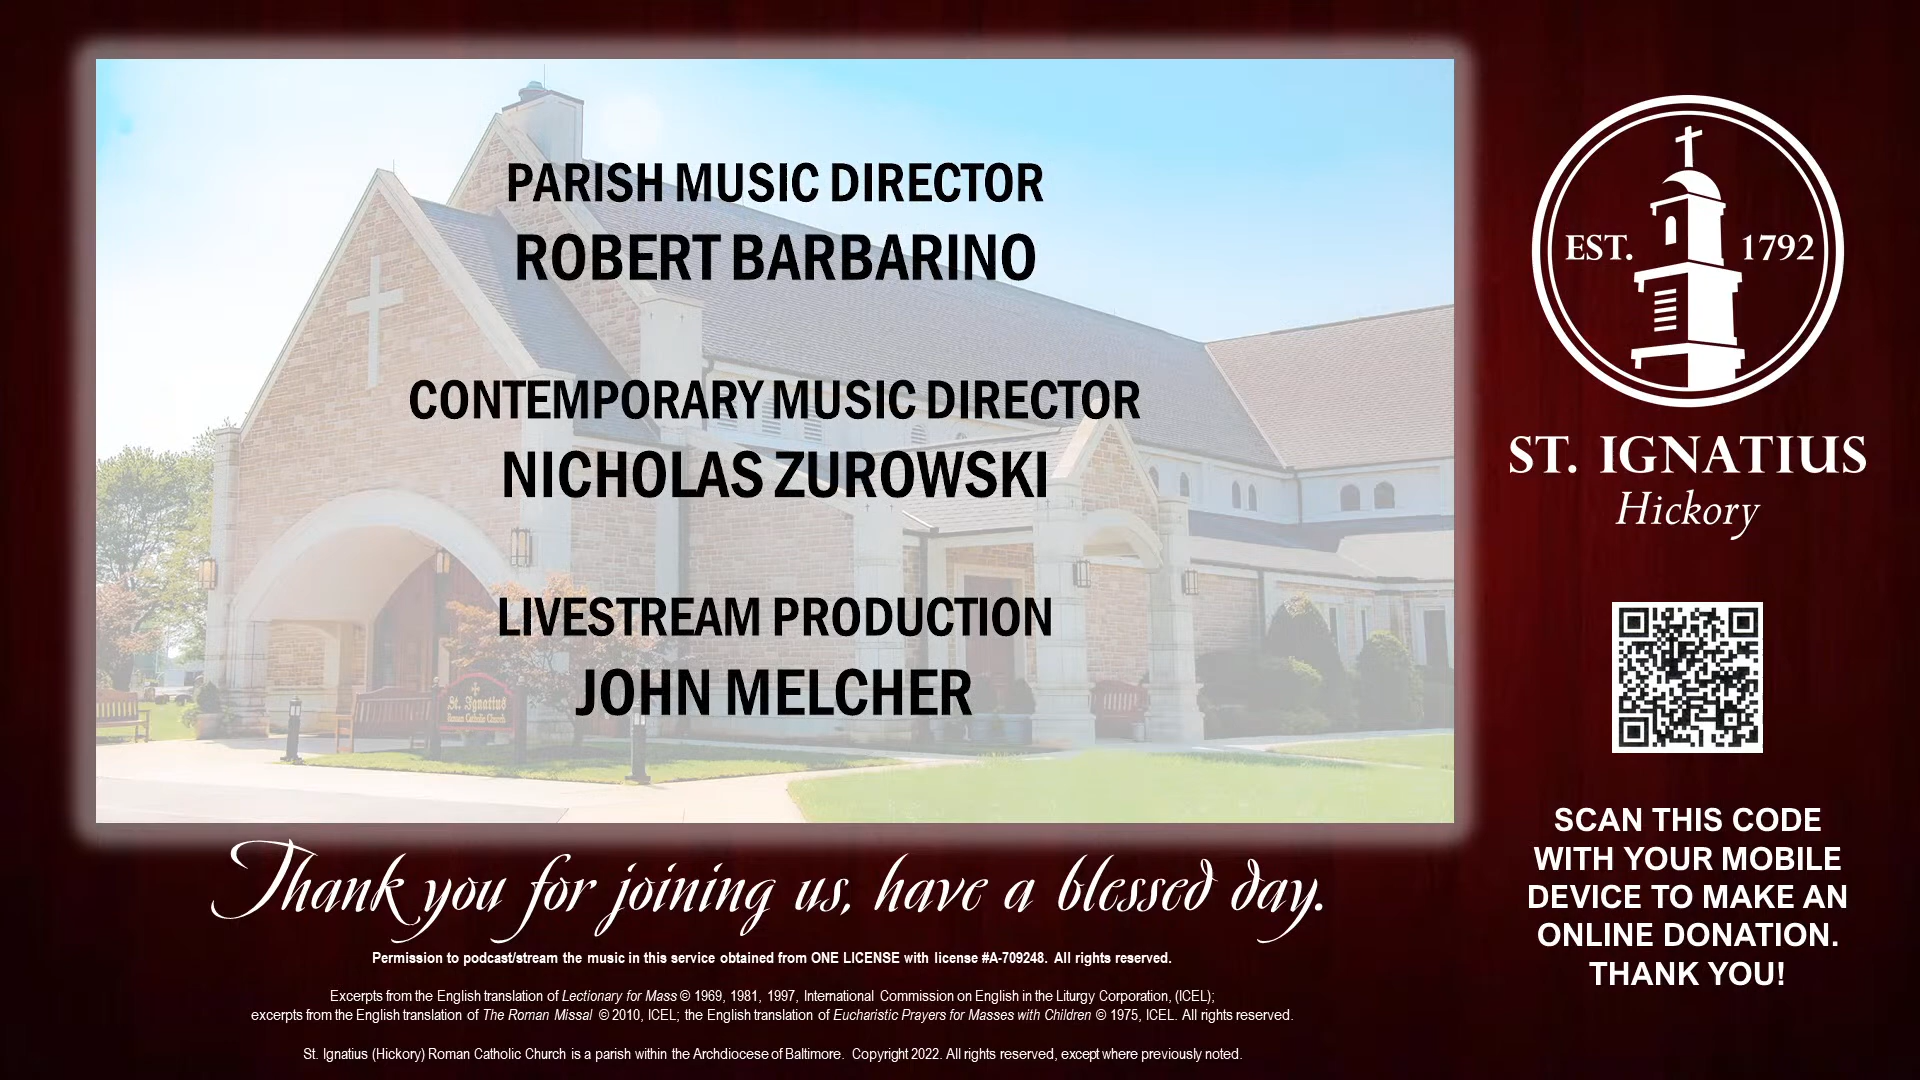 PARISH MUSIC DIRECTOR
ROBERT BARBARINO
CONTEMPORARY MUSIC DIRECTOR
NICHOLAS ZUROWSKI
LIVESTREAM PRODUCTION
JOHN MELCHER
St. Ignatius
Roman Catholic Church
Thank you for joining us, have a blessed day.
Permission to podcast/stream the music in this service obtained from ONE LICENSE with license #A-709248. All rights reserved.
Excerpts from the English translation of Lectionary for Mass © 1969, 1981, 1997, International Commission on English in the Liturgy Corporation, (ICEL);
excerpts from the English translation of The Roman Missal © 2010, ICEL; the English translation of Eucharistic Prayers for Masses with Children © 1975, ICEL. All rights reserved.
St. Ignatius (Hickory) Roman Catholic Church is a parish within the Archdiocese of Baltimore. Copyright 2022. All rights reserved, except where previously noted.
EST. 1792
ST. IGNATIUS
Hickory
SCAN THIS CODE
WITH YOUR MOBILE
DEVICE TO MAKE AN
ONLINE DONATION.
THANK YOU!